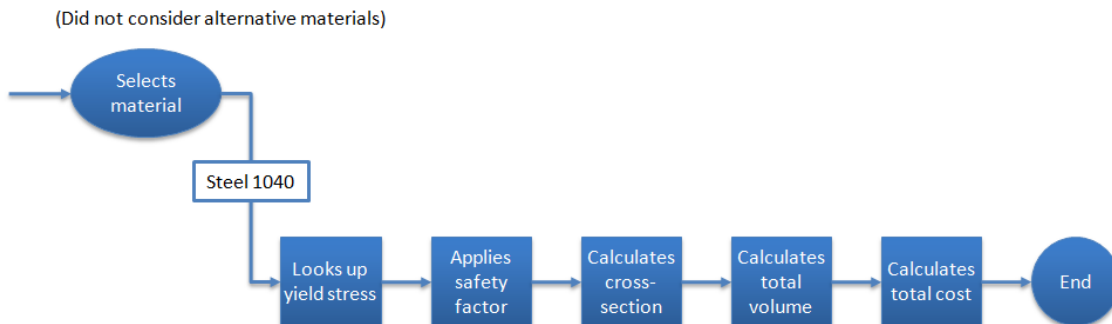 (Did not consider alternative materials)
Selects
material
Steel 1040
Looks up
yield stress
Applies
safety
factor
Calculates
cross-
section
Calculates
total
volume
Calculates
total cost
End